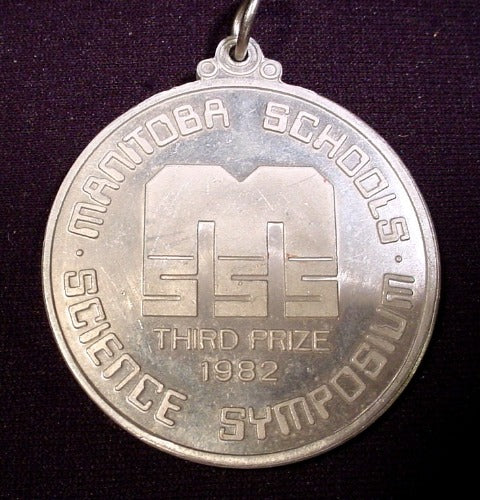 MANITOBA SCHOOLS
M
SSS
THIRD PRIZE
1982
SCIENCE SYMPOSIUM